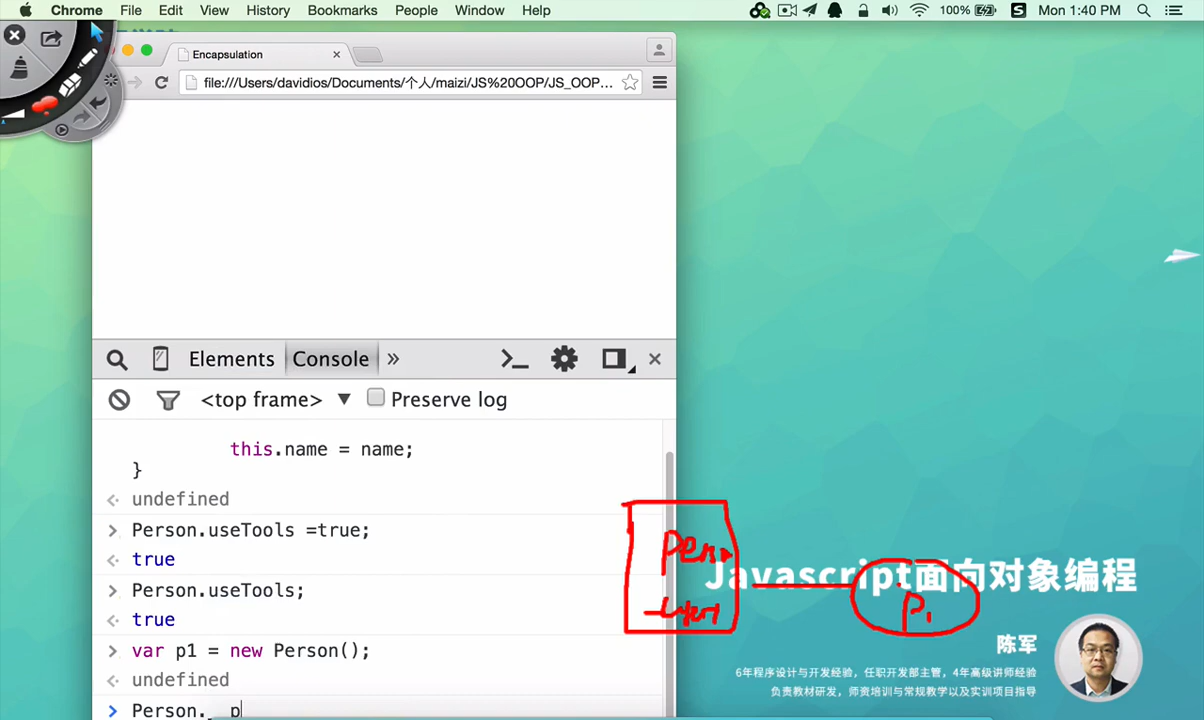 Chrome File Edit View History Bookmarks People Window Help 100% Mon 1:40 PM
Encapsulation
file:///Users/davidios/Documents/个人/maizi/JS%20OOP/JS_OOP...
Elements Console »
<top frame> ▼ Preserve log
this.name = name;
}
undefined
Person.useTools =true;
true
Person.useTools;
true
var p1 = new Person();
undefined
Person.__p
Javascript面向对象编程
P1
陈军
6年程序设计与开发经验，任职开发部主管，4年高级讲师经验
负责教材研发，师资培训与常规教学以及实训项目指导